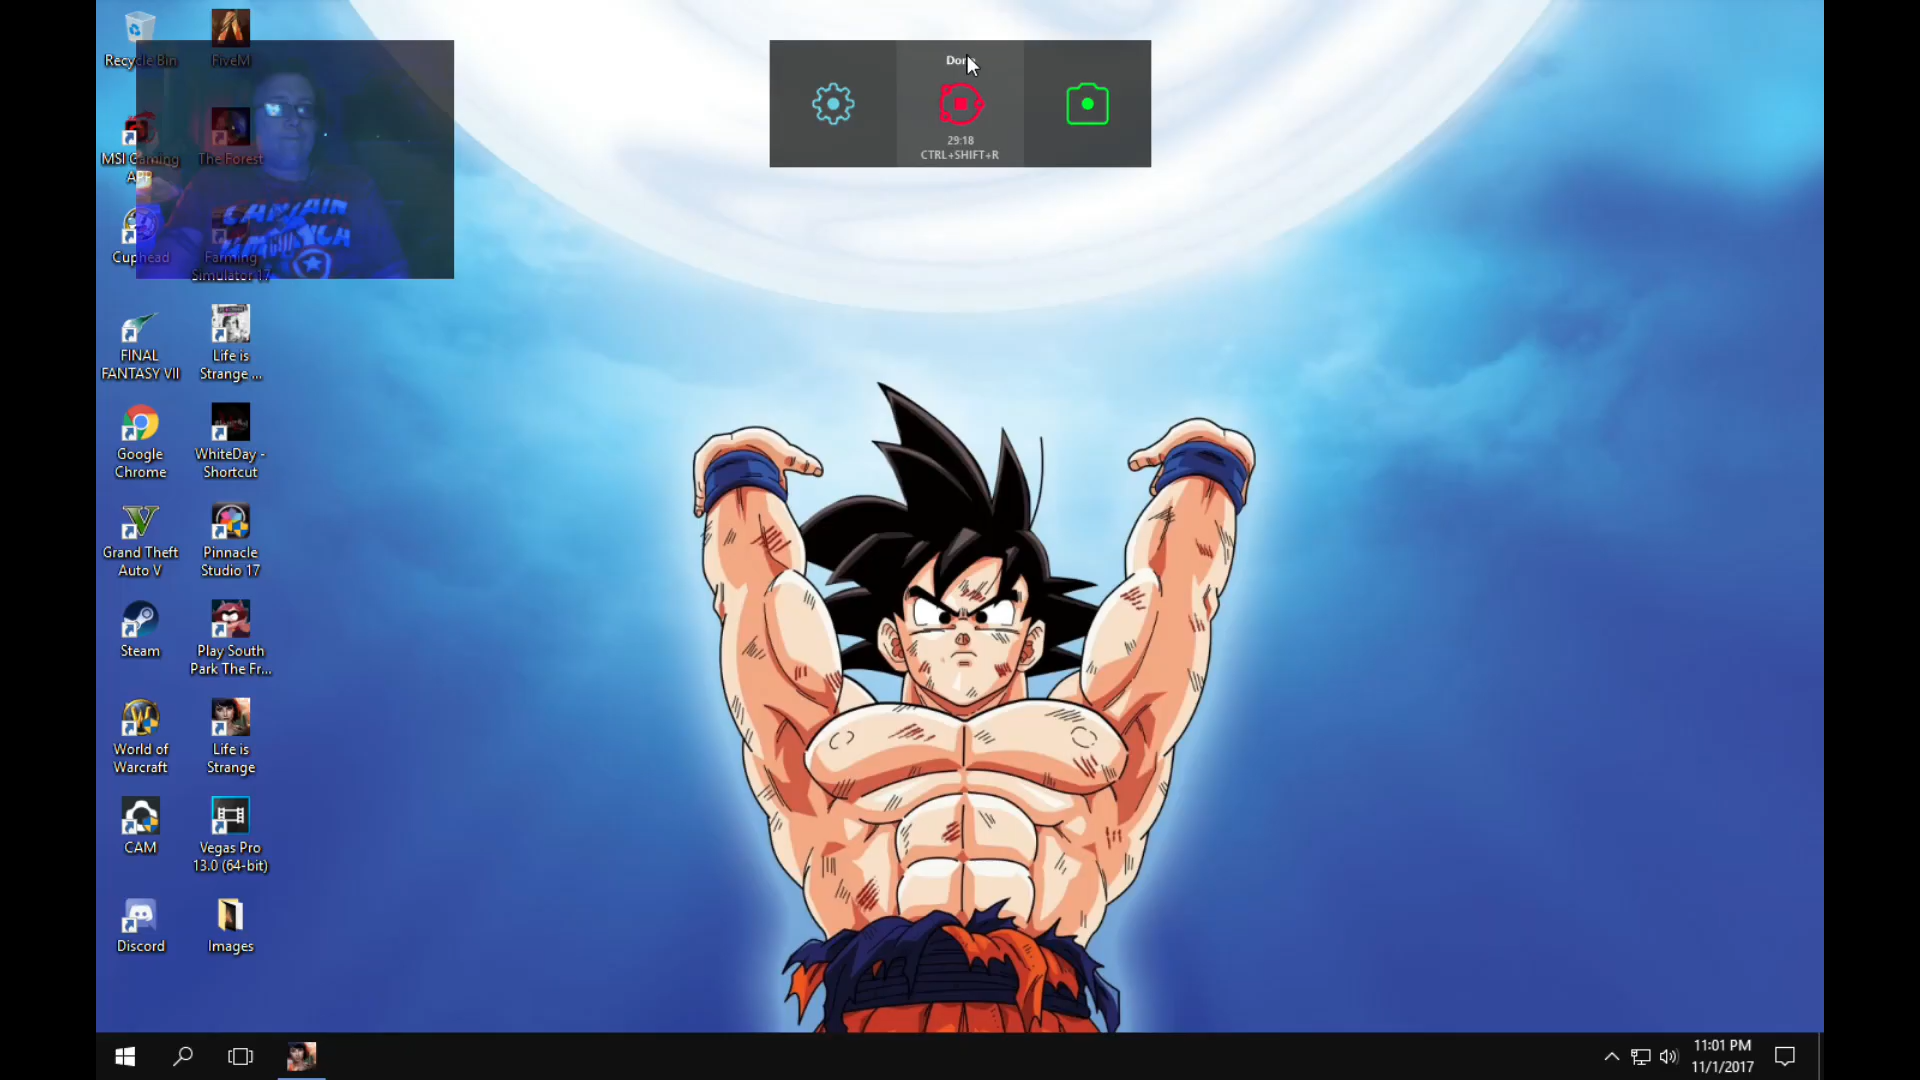 Recycle Bin
FiveM
MSI Gaming
APP
The Forest
Cuphead
Farming
Simulator 17
CAPTAIN
AMERICA
29:18
CTRL+SHIFT+R
FINAL
FANTASY VII
Life is
Strange ...
Google
Chrome
WhiteDay -
Shortcut
Grand Theft
Auto V
Pinnacle
Studio 17
Steam
Play South
Park The Fr...
World of
Warcraft
Life is
Strange
CAM
Vegas Pro
13.0 (64-bit)
Discord
Images
11:01 PM
11/1/2017